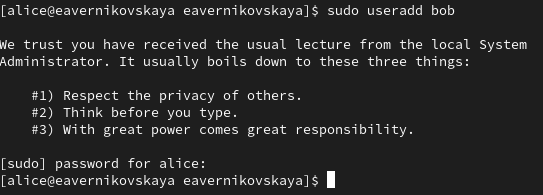 [alice@eavernikovskaya eavernikovskaya]$ sudo useradd bob
We trust you have received the usual lecture from the local System
Administrator. It usually boils down to these three things:
#1) Respect the privacy of others.
#2) Think before you type.
#3) With great power comes great responsibility.
[sudo] password for alice:
[alice@eavernikovskaya eavernikovskaya]$